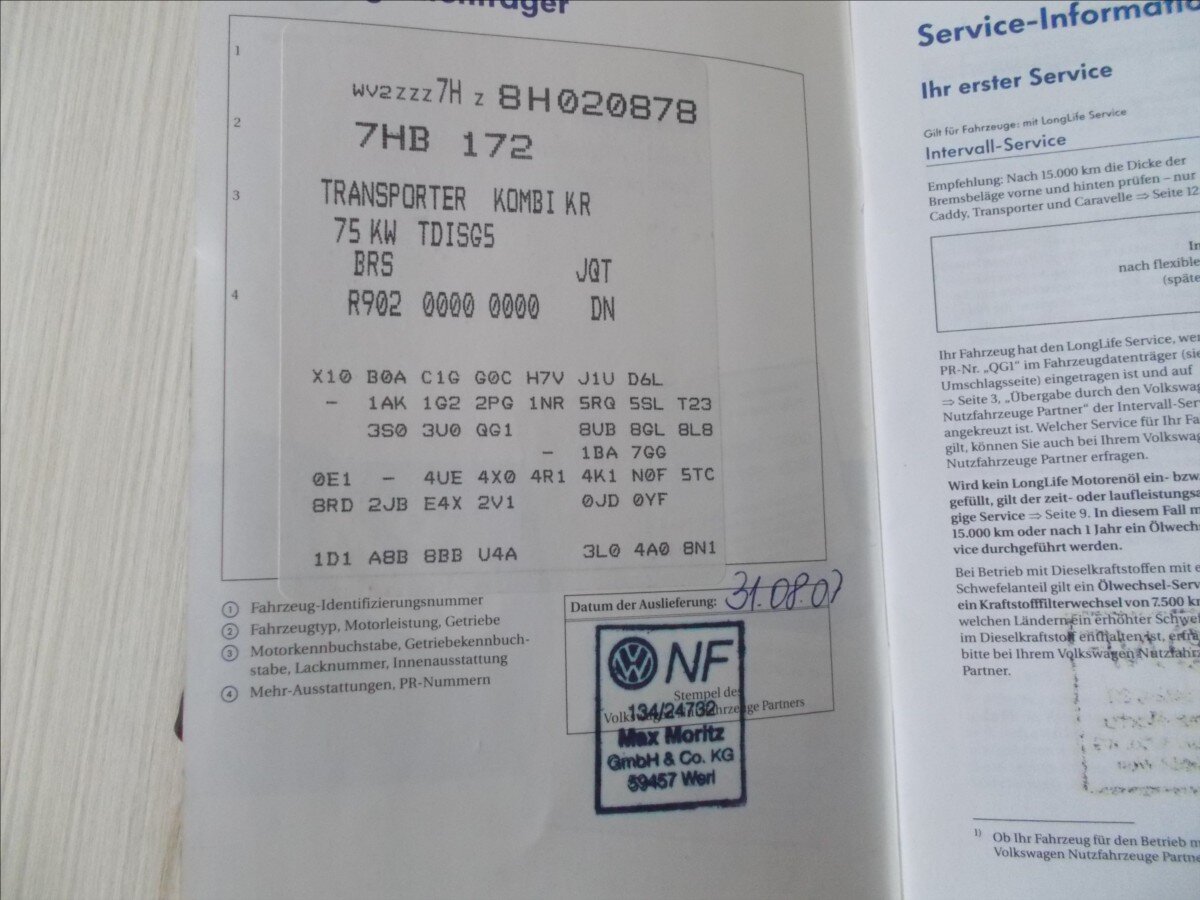 1
WV2ZZZ7H Z 8H020878
2
7HB 172
3
TRANSPORTER KOMBI KR
75 KW TDISG5
BRS JQT
4
R902 0000 0000 DN
X10 B0A C1G G0C H7V J1U D6L
- 1AK 1G2 2PG 1NR 5RQ 5SL T23
3S0 3U0 QG1 8UB 8GL 8L8
- 1BA 7GG
0E1 - 4UE 4X0 4R1 4K1 N0F 5TC
8RD 2JB E4X 2V1 0JD 0YF
1D1 A8B 8BB U4A 3L0 4A0 8N1
① Fahrzeug-Identifizierungsnummer
② Fahrzeugtyp, Motorleistung, Getriebe
③ Motorkennbuchstabe, Getriebekennbuch-
stabe, Lacknummer, Innenausstattung
④ Mehr-Ausstattungen, PR-Nummern
Datum der Auslieferung: 31.08.07
VW NF
Stempel des
Volkswagen Nutzfahrzeuge Partners
134/24732
Max Moritz
GmbH & Co. KG
59457 Werl
Service-Information
Ihr erster Service
Gilt für Fahrzeuge: mit LongLife Service
Intervall-Service
Empfehlung: Nach 15.000 km die Dicke der
Bremsbeläge vorne und hinten prüfen – nur
Caddy, Transporter und Caravelle ⇒ Seite 12
In
nach flexible
(späte
Ihr Fahrzeug hat den LongLife Service, wen
PR-Nr. „QG1" im Fahrzeugdatenträger (sie
Umschlagseite) eingetragen ist und auf
⇒ Seite 3, „Übergabe durch den Volkswag
Nutzfahrzeuge Partner" der Intervall-Serv
angekreuzt ist. Welcher Service für Ihr Fa
gilt, können Sie auch bei Ihrem Volkswag
Nutzfahrzeuge Partner erfragen.
Wird kein LongLife Motorenöl ein- bzw.
gefüllt, gilt der zeit- oder laufleistungsa
gige Service ⇒ Seite 9. In diesem Fall m
15.000 km oder nach 1 Jahr ein Ölwechs
vice durchgeführt werden.
Bei Betrieb mit Dieselkraftstoffen mit e
Schwefelanteil gilt ein Ölwechsel-Serv
ein Kraftstofffilterwechsel von 7.500 km
welchen Ländern ein erhöhter Schwef
im Dieselkraftstoff enthalten ist, erfra
bitte bei Ihrem Volkswagen Nutzfahrz
Partner.
1) Ob Ihr Fahrzeug für den Betrieb m
Volkswagen Nutzfahrzeuge Partne